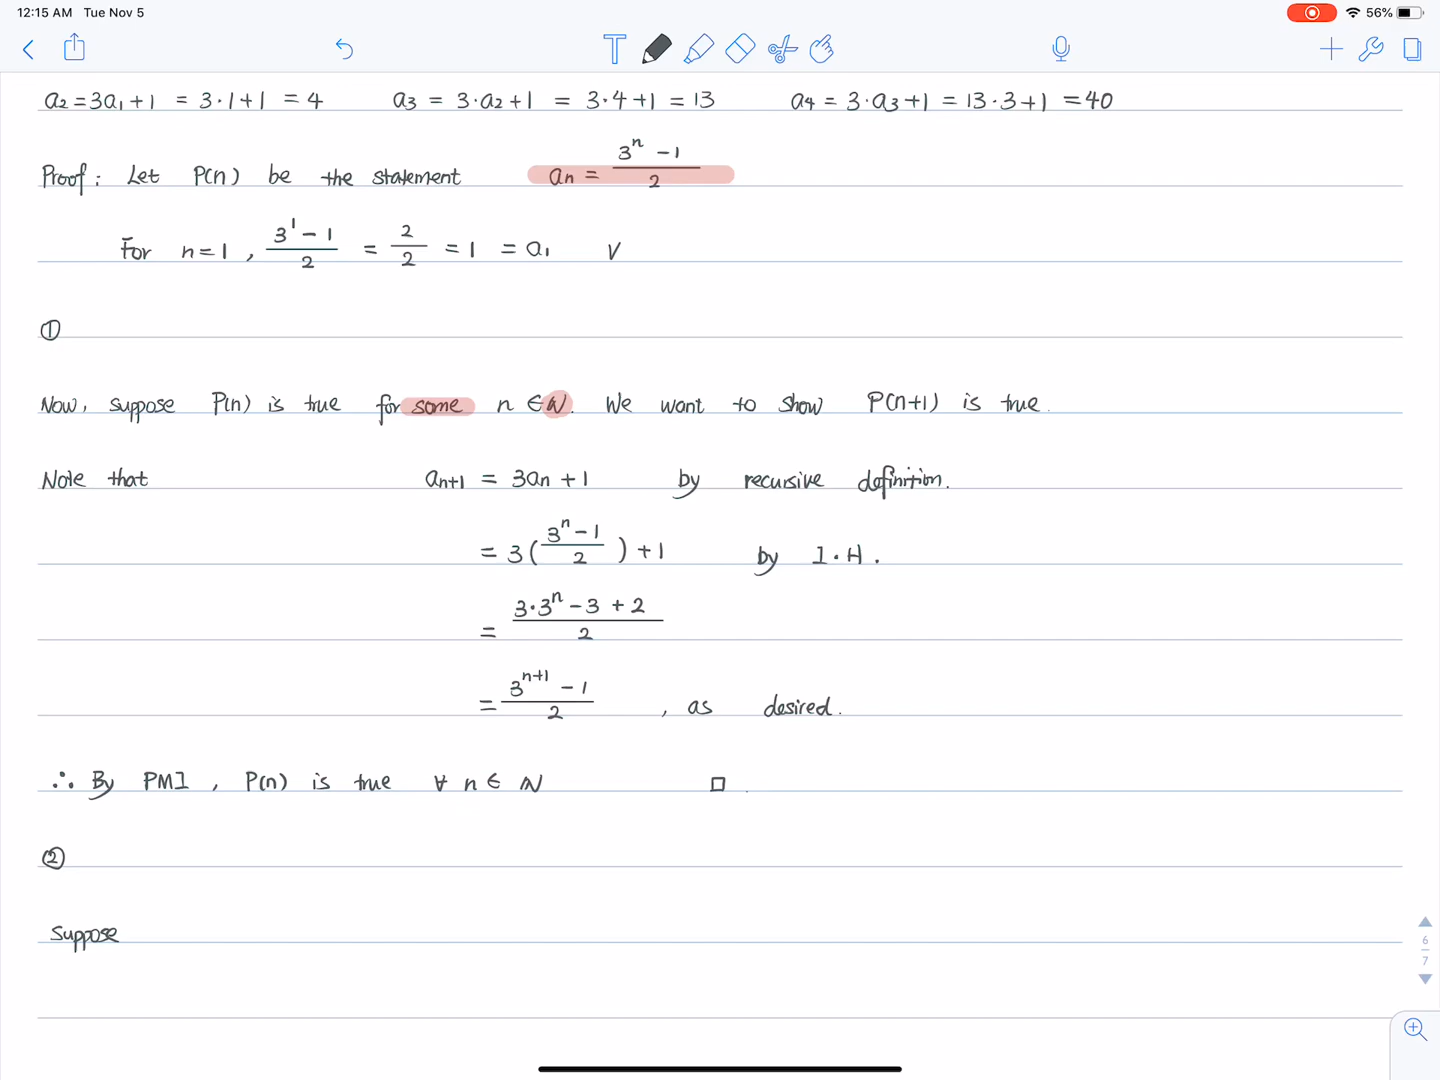 12:15 AM Tue Nov 5 56%
T
a₂ = 3a₁ + 1 = 3·1+1 = 4 a₃ = 3·a₂+1 = 3·4+1 = 13 a₄ = 3·a₃+1 = 13·3+1 = 40
Proof: Let P(n) be the statement aₙ = (3ⁿ - 1)/2
For n=1, (3¹ - 1)/2 = 2/2 = 1 = a₁ ✓
①
Now, suppose P(n) is true for some n ∈ ℕ. We want to show P(n+1) is true.
Note that aₙ₊₁ = 3aₙ + 1 by recursive definition.
= 3((3ⁿ - 1)/2) + 1 by I.H.
= (3·3ⁿ - 3 + 2)/2
= (3ⁿ⁺¹ - 1)/2, as desired.
∴ By PMI, P(n) is true ∀ n ∈ ℕ □.
②
Suppose
6
7